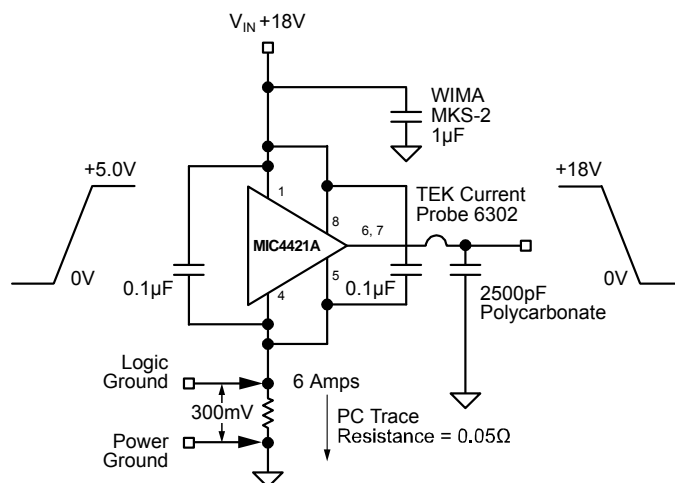 VIN +18V
WIMA
MKS-2
1µF
+5.0V
0V
0.1µF
1
8
6, 7
MIC4421A
5
4
0.1µF
TEK Current
Probe 6302
+18V
0V
2500pF
Polycarbonate
Logic
Ground
300mV
Power
Ground
6 Amps
PC Trace
Resistance = 0.05Ω